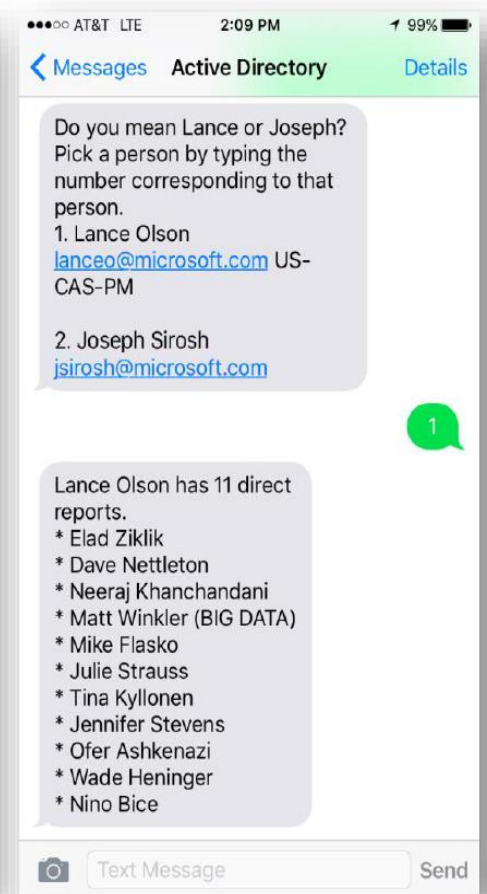 AT&T LTE 2:09 PM 99%
Messages Active Directory Details
Do you mean Lance or Joseph?
Pick a person by typing the
number corresponding to that
person.
1. Lance Olson
lanceo@microsoft.com US-
CAS-PM
2. Joseph Sirosh
jsirosh@microsoft.com
1
Lance Olson has 11 direct
reports.
* Elad Ziklik
* Dave Nettleton
* Neeraj Khanchandani
* Matt Winkler (BIG DATA)
* Mike Flasko
* Julie Strauss
* Tina Kyllonen
* Jennifer Stevens
* Ofer Ashkenazi
* Wade Heninger
* Nino Bice
Text Message Send